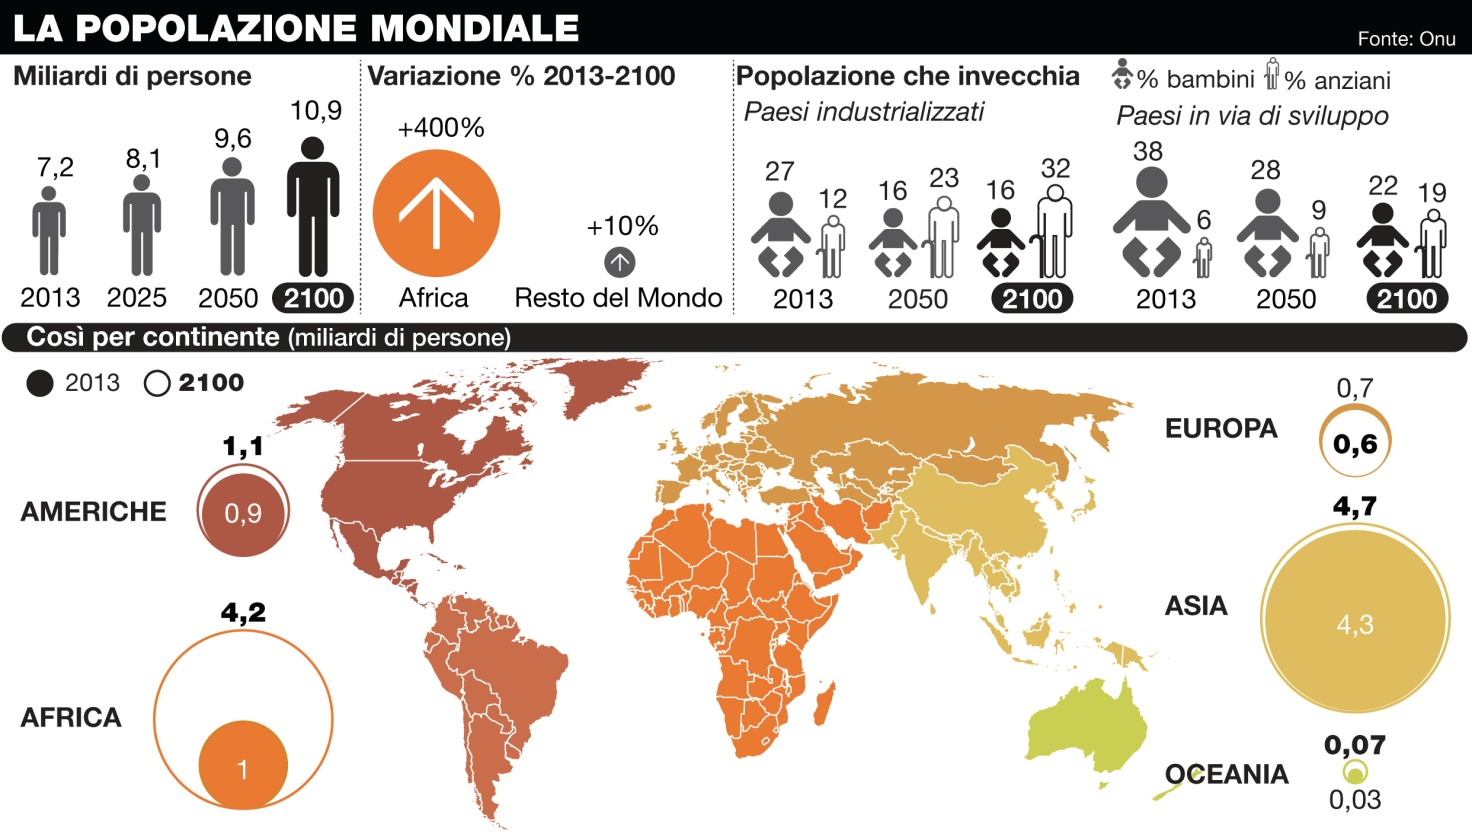 LA POPOLAZIONE MONDIALE
Fonte: Onu
Miliardi di persone
7,2
8,1
9,6
10,9
2013
2025
2050
2100
Variazione % 2013-2100
+400%
+10%
Africa
Resto del Mondo
Popolazione che invecchia
% bambini
% anziani
Paesi industrializzati
27
12
16
23
16
32
2013
2050
2100
Paesi in via di sviluppo
38
6
28
9
22
19
2013
2050
2100
Così per continente (miliardi di persone)
2013
2100
AMERICHE
1,1
0,9
AFRICA
4,2
1
EUROPA
0,7
0,6
ASIA
4,7
4,3
OCEANIA
0,07
0,03